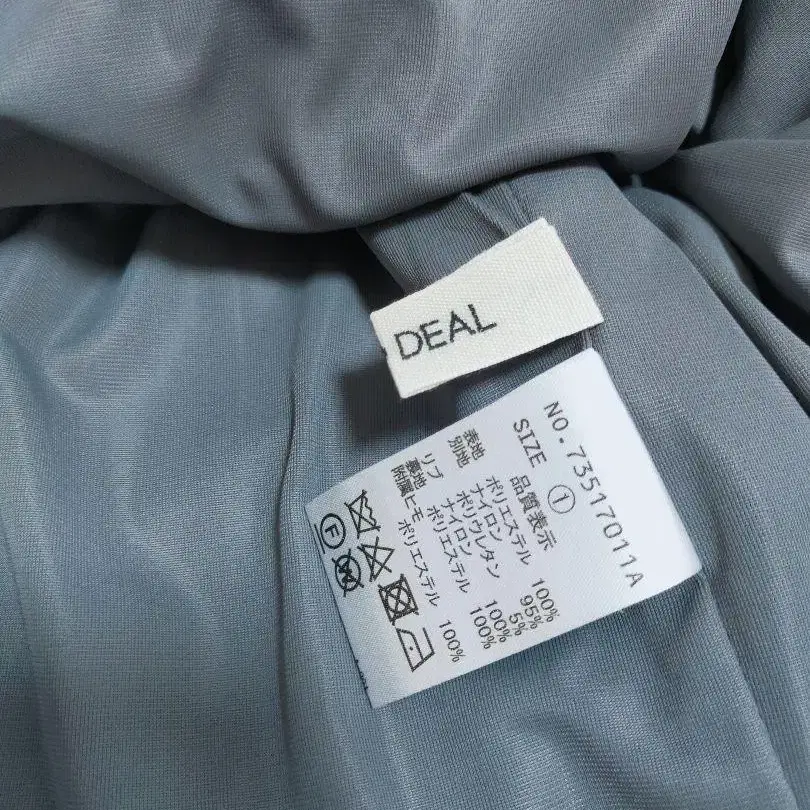 DEAL
NO.73517011A
SIZE ①
品質表示
表地 ポリエステル 100%
別地 ナイロン 95%
ポリウレタン 5%
リブ ナイロン 100%
裏地 ポリエステル 100%
附属ヒモ ポリエステル 100%
F
W